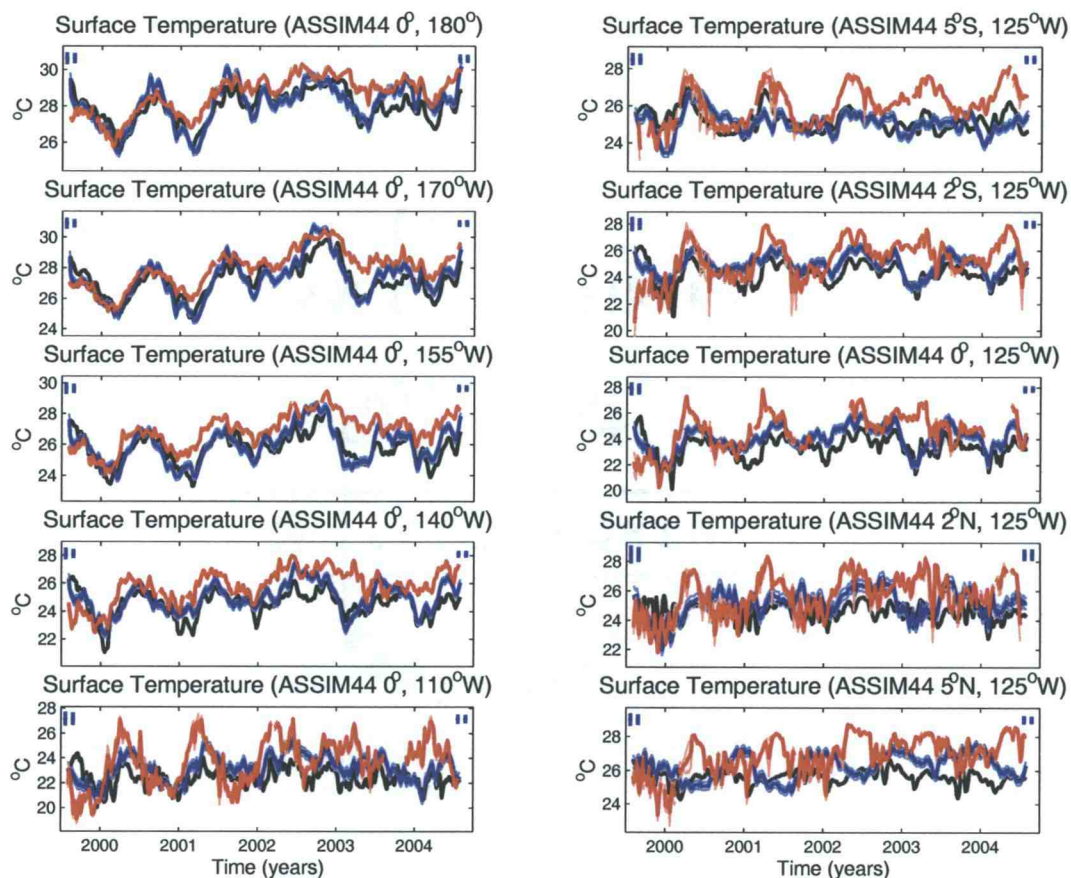 Surface Temperature (ASSIM44 0°, 180°)
°C
30
28
26
Surface Temperature (ASSIM44 0°, 170°W)
°C
30
28
26
24
Surface Temperature (ASSIM44 0°, 155°W)
°C
30
28
26
24
Surface Temperature (ASSIM44 0°, 140°W)
°C
28
26
24
22
Surface Temperature (ASSIM44 0°, 110°W)
°C
28
26
24
22
20
2000 2001 2002 2003 2004
Time (years)
Surface Temperature (ASSIM44 5°S, 125°W)
°C
28
26
24
Surface Temperature (ASSIM44 2°S, 125°W)
°C
28
26
24
22
20
Surface Temperature (ASSIM44 0°, 125°W)
°C
28
26
24
22
20
Surface Temperature (ASSIM44 2°N, 125°W)
°C
28
26
24
22
Surface Temperature (ASSIM44 5°N, 125°W)
°C
28
26
24
2000 2001 2002 2003 2004
Time (years)